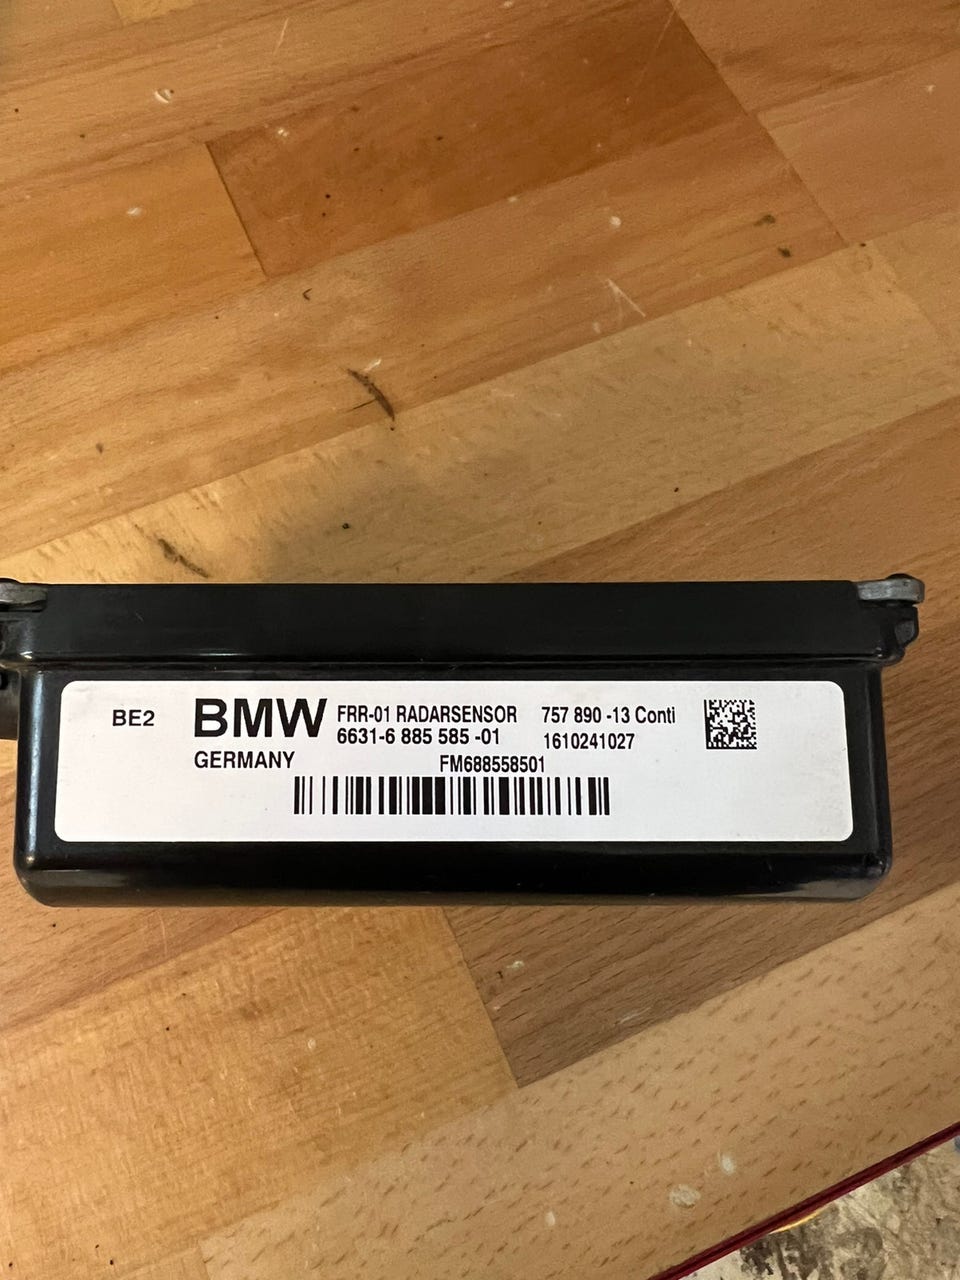 BE2 BMW FRR-01 RADARSENSOR 757 890 -13 Conti
6631-6 885 585 -01 1610241027
GERMANY FM688558501